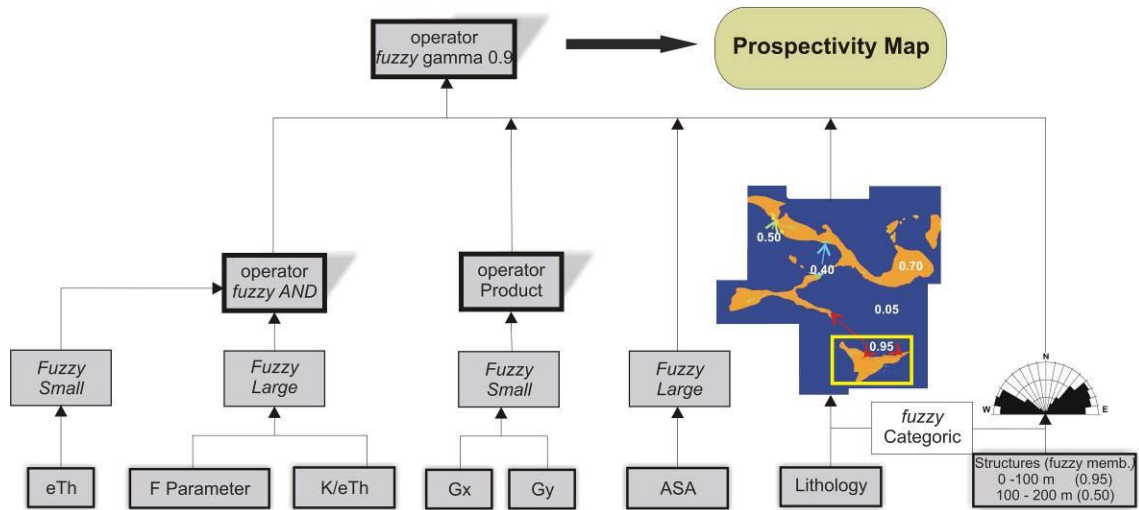 operator
fuzzy gamma 0.9
Prospectivity Map
0.50
0.40
0.70
0.05
0.95
operator
fuzzy AND
operator
Product
Fuzzy
Small
Fuzzy
Large
Fuzzy
Small
Fuzzy
Large
N
W
E
fuzzy
Categoric
eTh
F Parameter
K/eTh
Gx
Gy
ASA
Lithology
Structures (fuzzy memb.)
0 -100 m (0.95)
100 - 200 m (0.50)